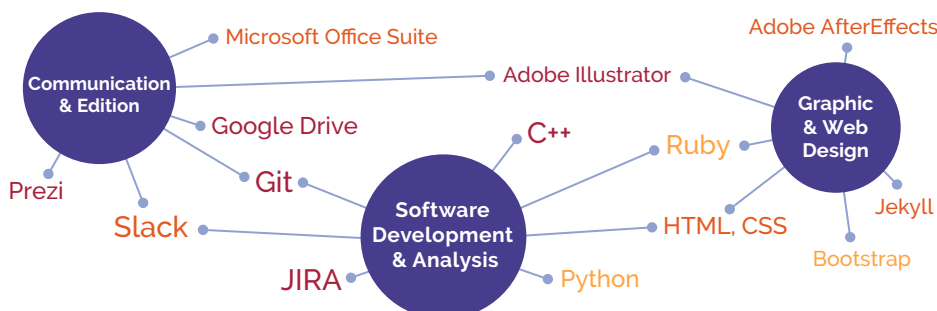 Microsoft Office Suite
Adobe AfterEffects
Communication
& Edition
Adobe Illustrator
Graphic
& Web
Design
Google Drive
C++
Ruby
Prezi
Git
Slack
Software
Development
& Analysis
HTML, CSS
Jekyll
JIRA
Python
Bootstrap